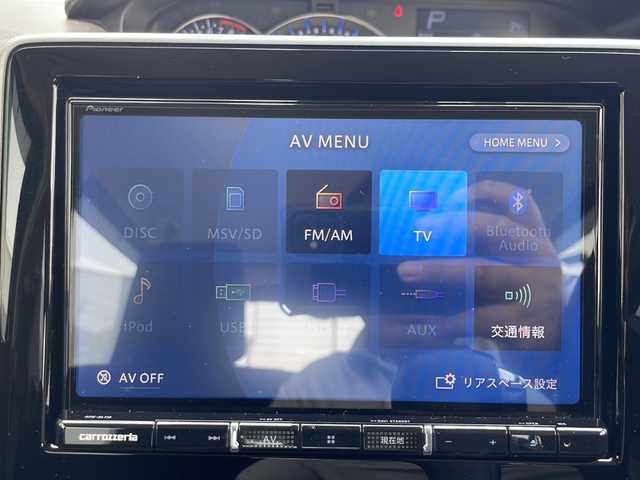 P
Pioneer
AV MENU
HOME MENU >
DISC
MSV/SD
FM/AM
TV
Bluetooth
Audio
iPod
USB
AUX
交通情報
AV OFF
リアスペース設定
carrozzeria
AV
現在地
- +